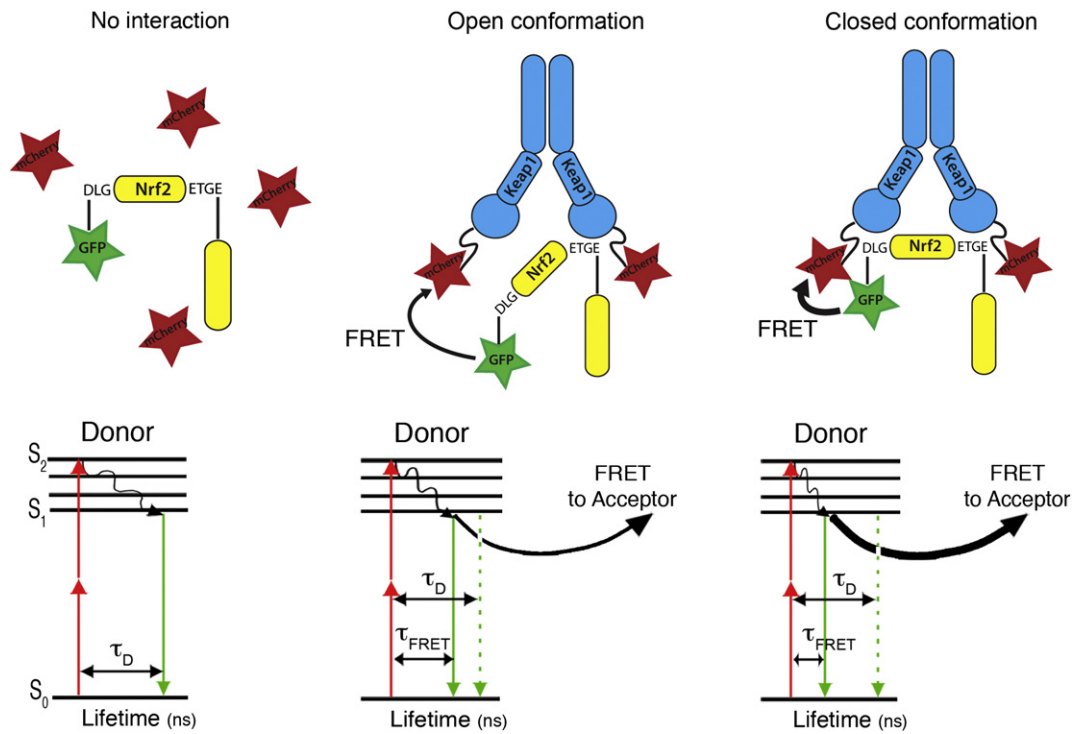 No interaction
mCherry
mCherry
mCherry
mCherry
DLG Nrf2 ETGE
GFP
Open conformation
Keap1 Keap1
mCherry
mCherry
ETGE
Nrf2
DLG
GFP
FRET
Closed conformation
Keap1 Keap1
mCherry
mCherry
DLG Nrf2 ETGE
GFP
FRET
Donor
S2
S1
τD
S0
Lifetime (ns)
Donor
FRET
to Acceptor
τD
τFRET
Lifetime (ns)
Donor
FRET
to Acceptor
τD
τFRET
Lifetime (ns)